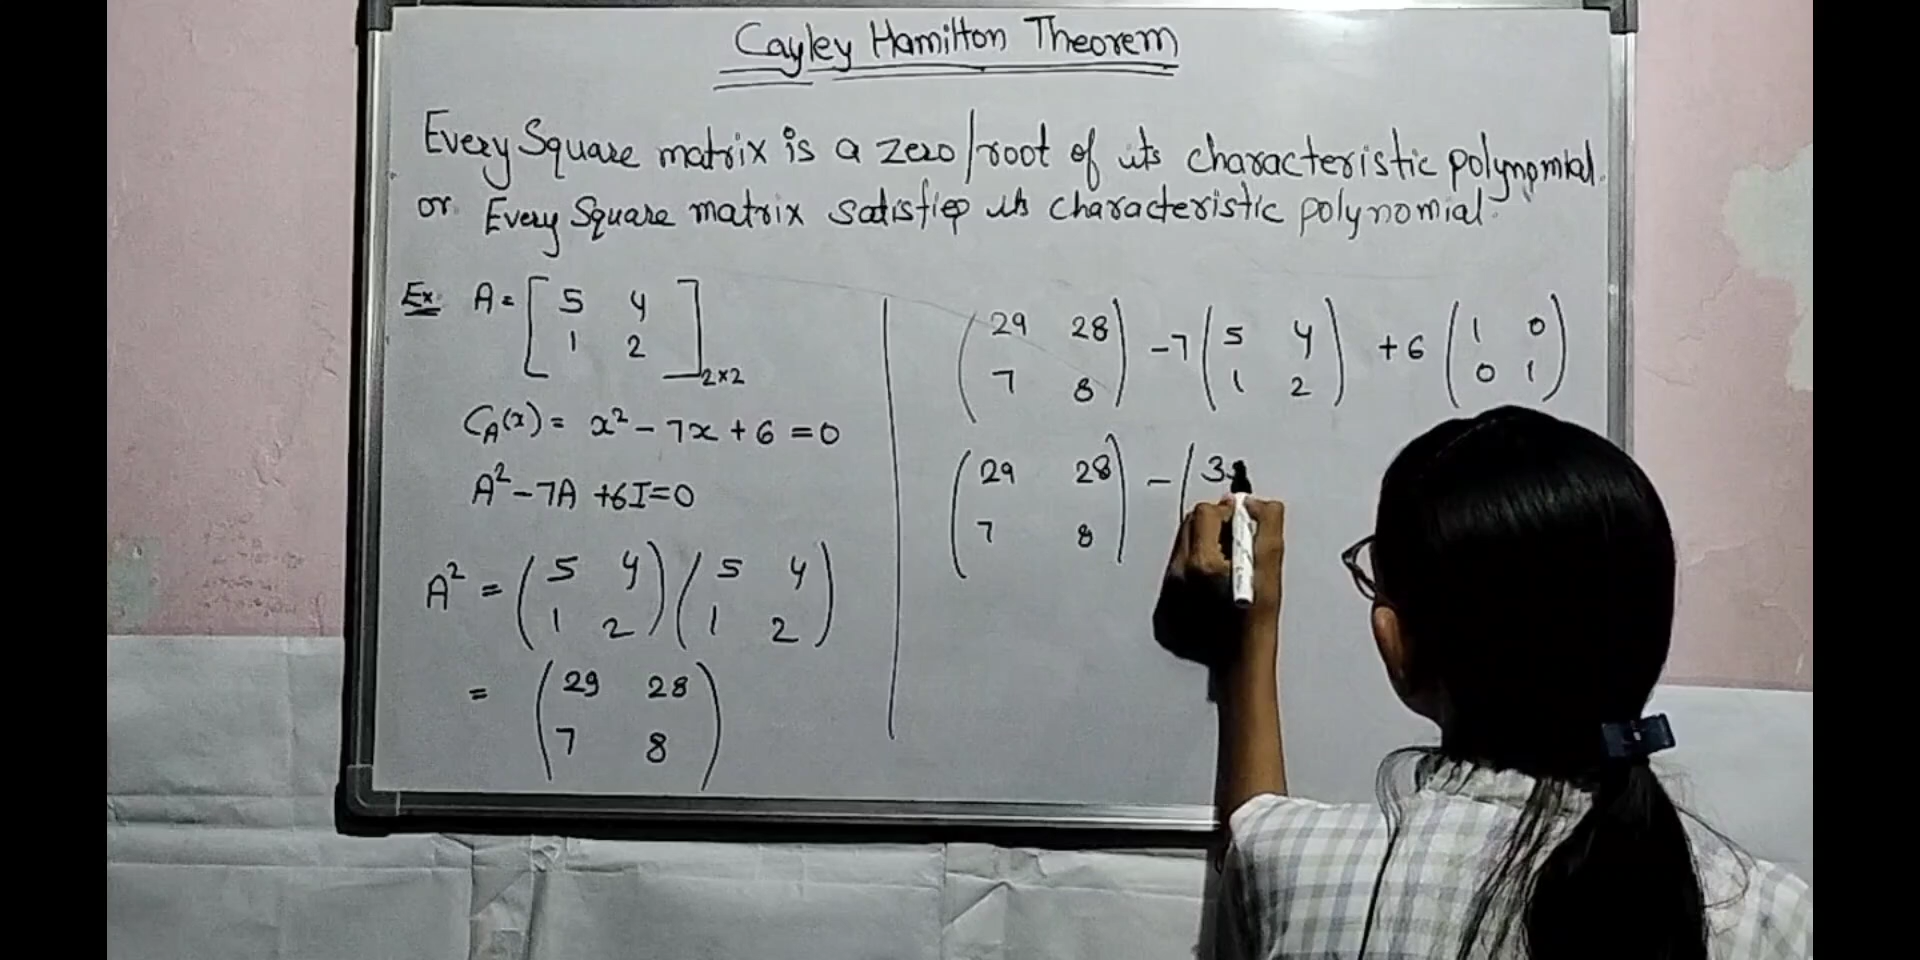 Cayley Hamilton Theorem
Every Square matrix is a zero/root of its characteristic polynomial.
or Every Square matrix satisfies its characteristic polynomial.
Ex. A = [ 5 4
1 2 ]2×2
C_A(x) = x² - 7x + 6 = 0
A² - 7A + 6I = 0
A² = ( 5 4 ) ( 5 4 )
1 2 1 2
= ( 29 28 )
7 8
( 29 28 ) -7 ( 5 4 ) +6 ( 1 0 )
7 8 1 2 0 1
( 29 28 ) - ( 3
7 8